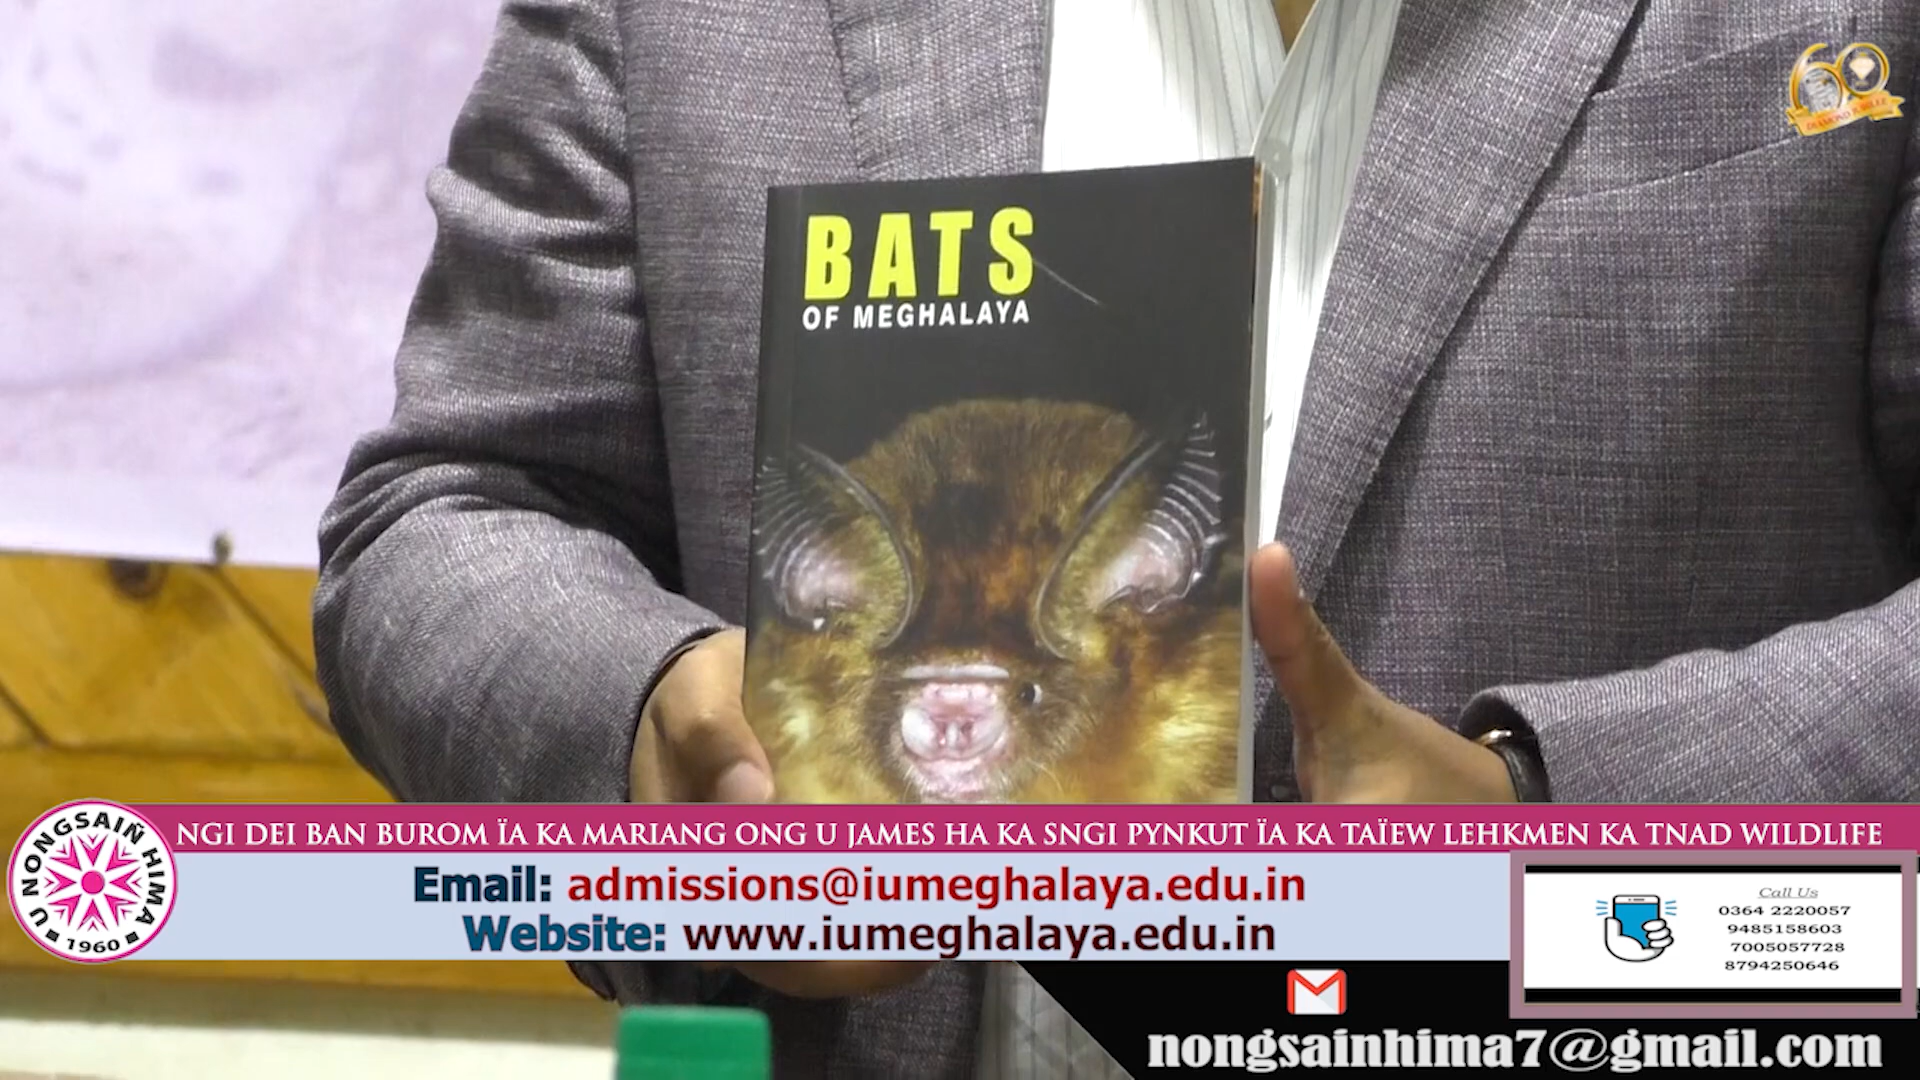 60
DIAMOND JUBILEE
BATS
OF MEGHALAYA
U NONGSAIÑ HIMA
1960
NGI DEI BAN BUROM ÏA KA MARIANG ONG U JAMES HA KA SNGI PYNKUT ÏA KA TAÏEW LEHKMEN KA TNAD WILDLIFE
Email: admissions@iumeghalaya.edu.in
Website: www.iumeghalaya.edu.in
Call Us
0364 2220057
9485158603
7005057728
8794250646
nongsainhima7@gmail.com